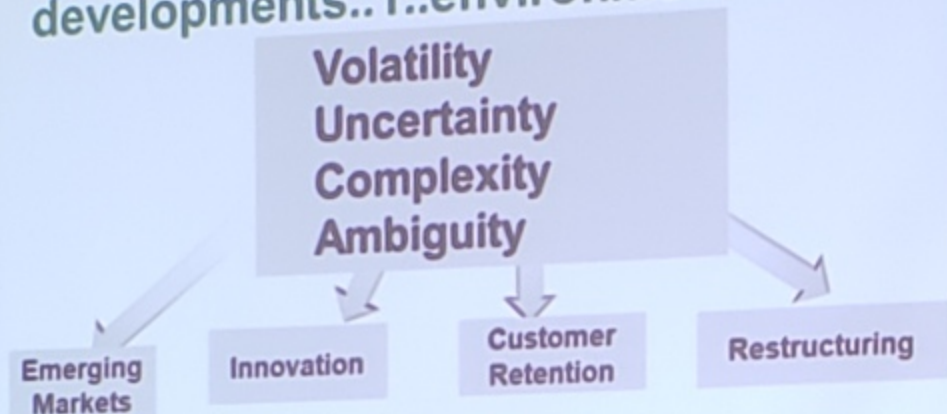 developments..
Volatility
Uncertainty
Complexity
Ambiguity
Emerging
Markets
Innovation
Customer
Retention
Restructuring